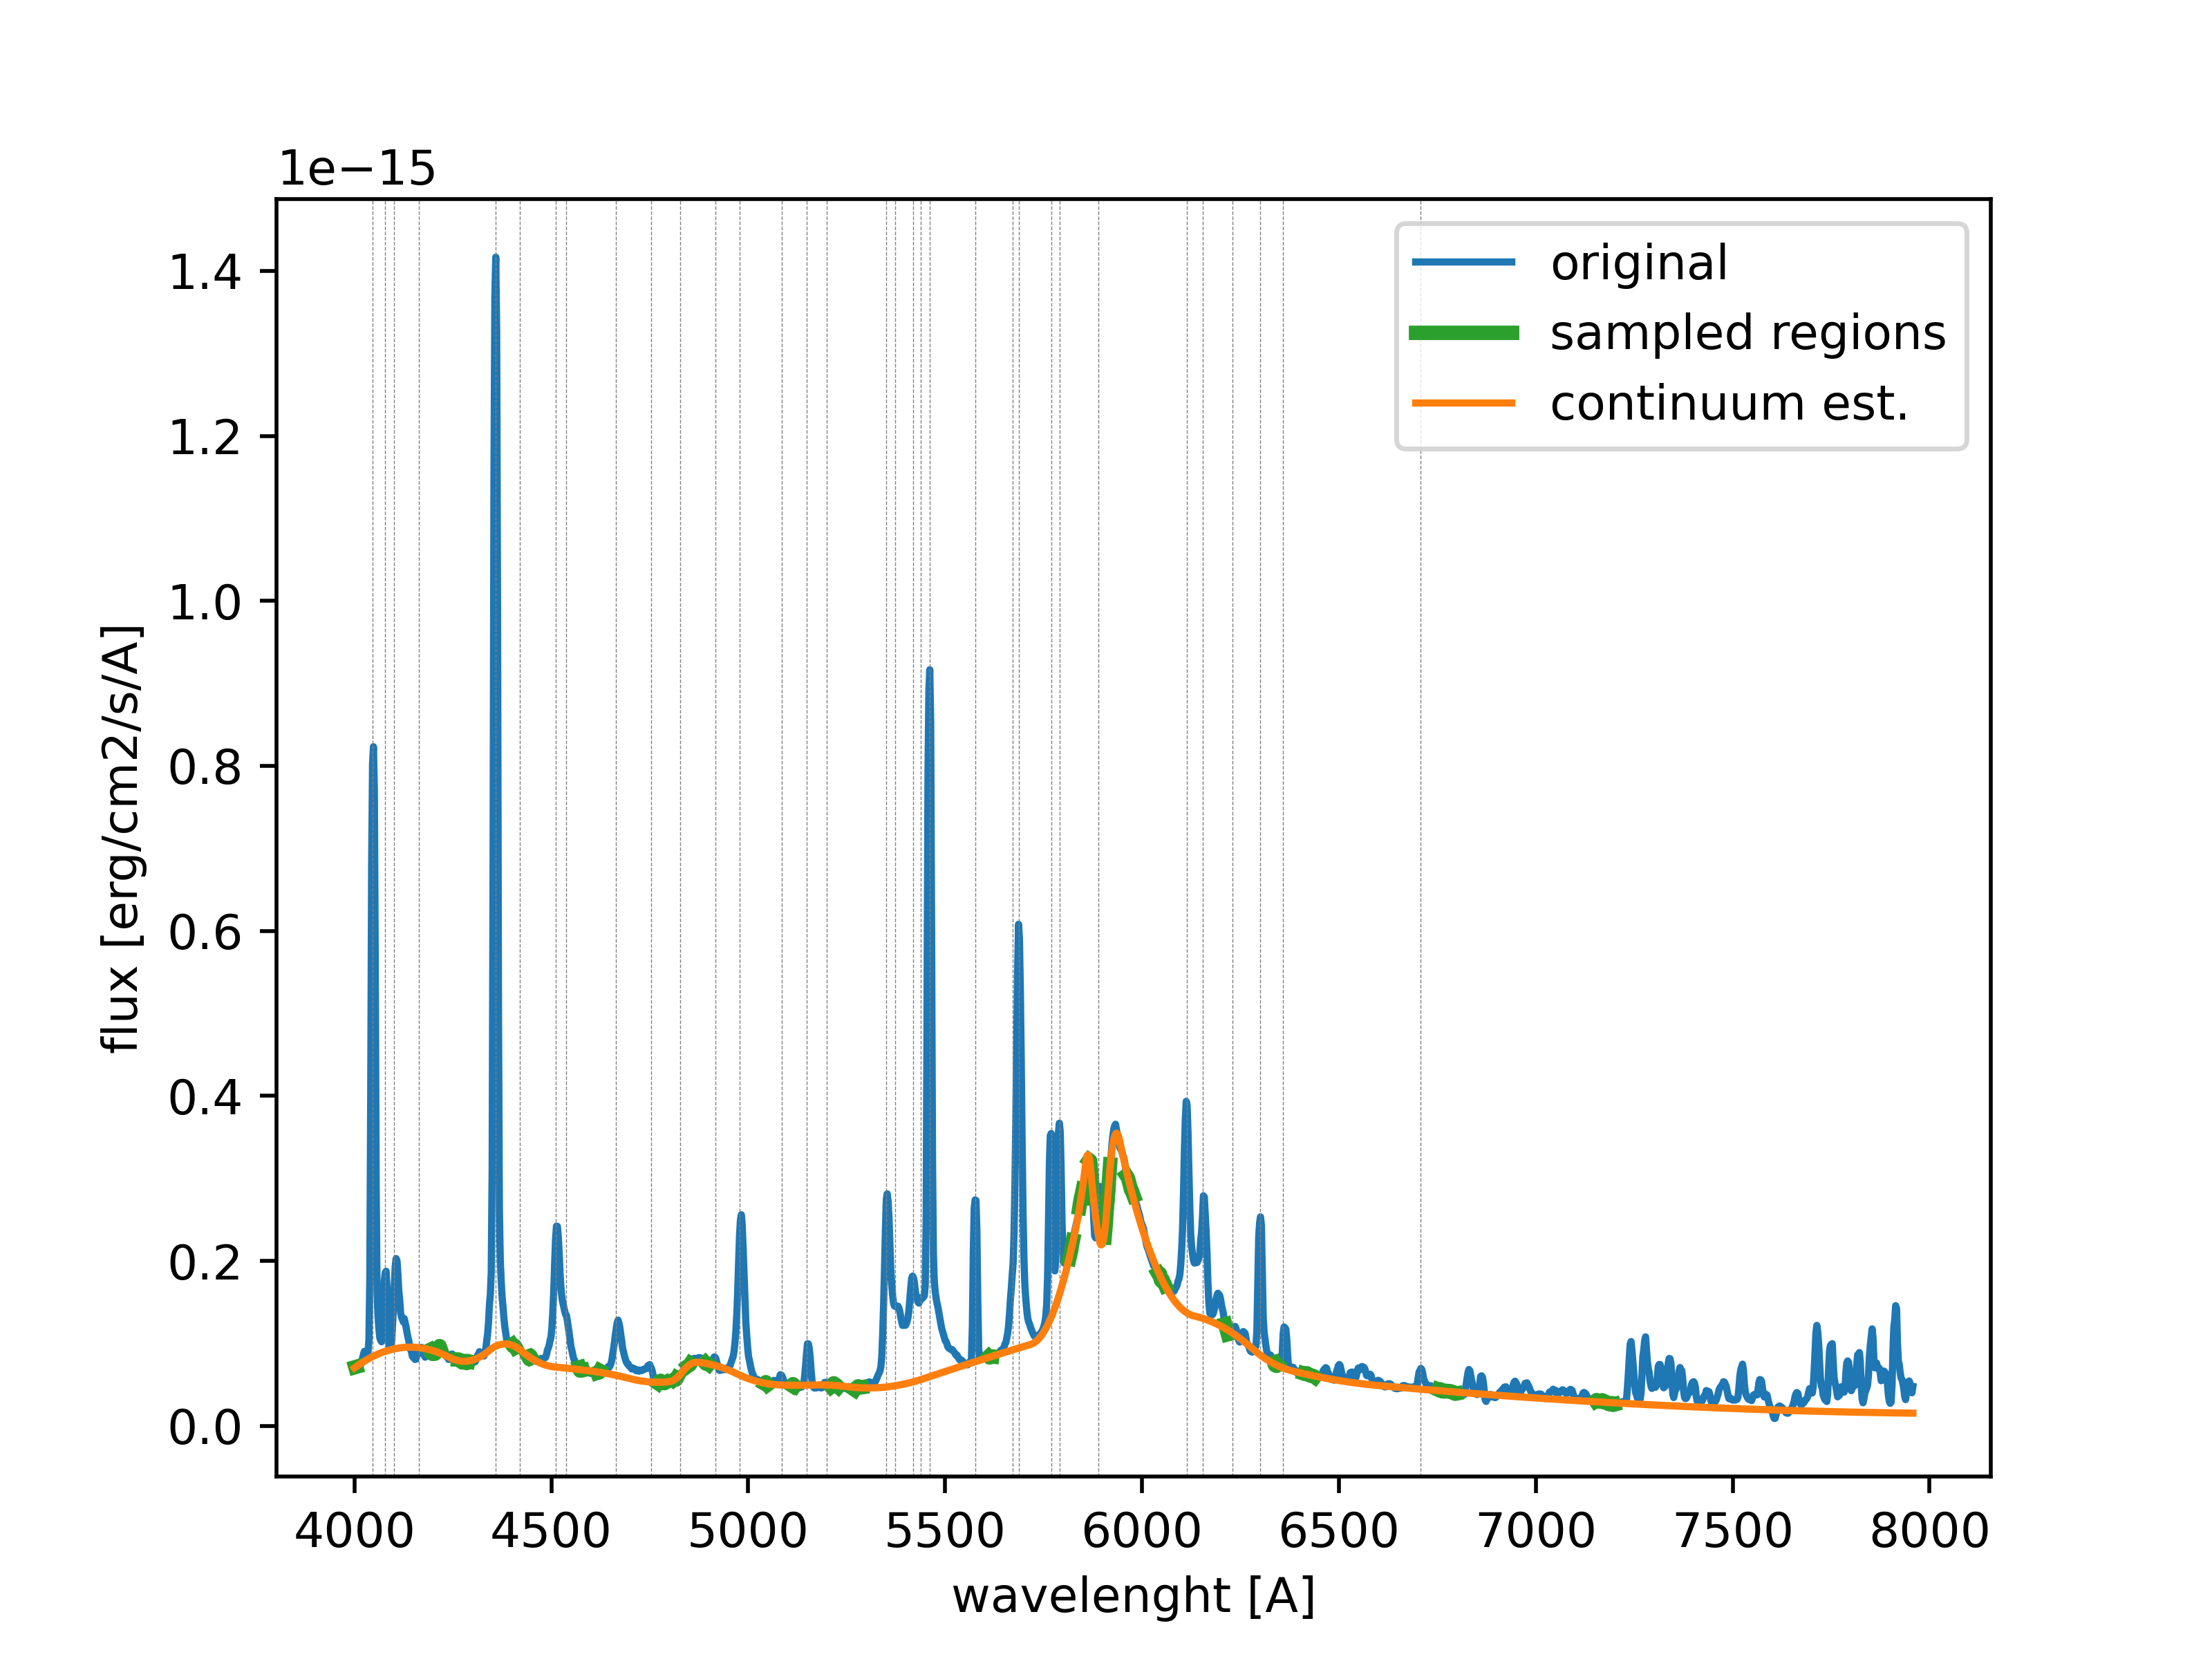 1e−15
1.4
1.2
1.0
0.8
0.6
0.4
0.2
0.0
flux [erg/cm2/s/A]
original
sampled regions
continuum est.
4000 4500 5000 5500 6000 6500 7000 7500 8000
wavelenght [A]